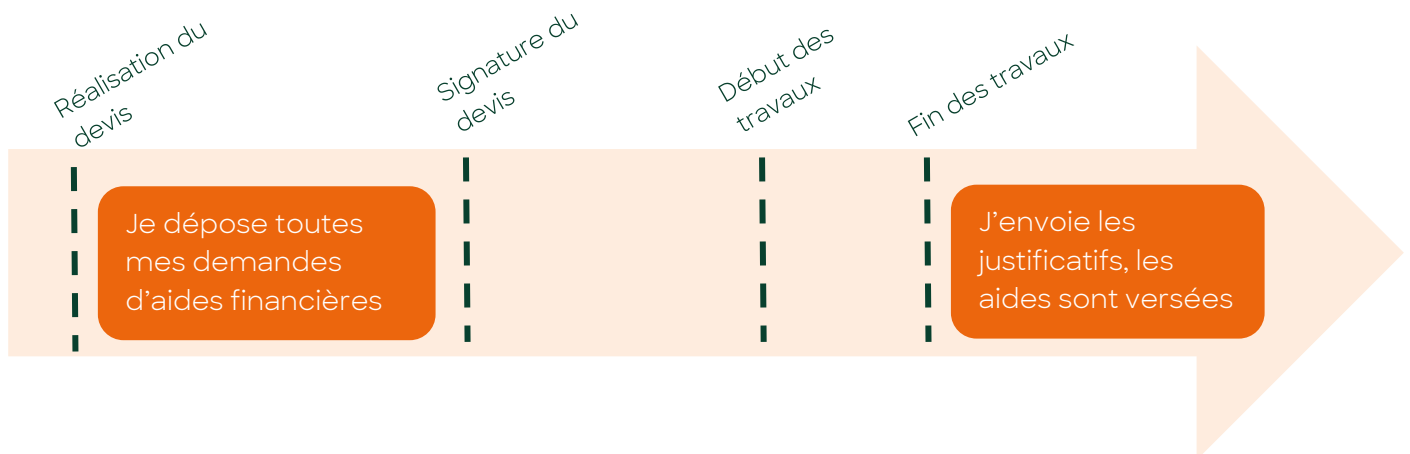 Réalisation du
devis
Signature du
devis
Début des
travaux
Fin des travaux
Je dépose toutes
mes demandes
d’aides financières
J’envoie les
justificatifs, les
aides sont versées